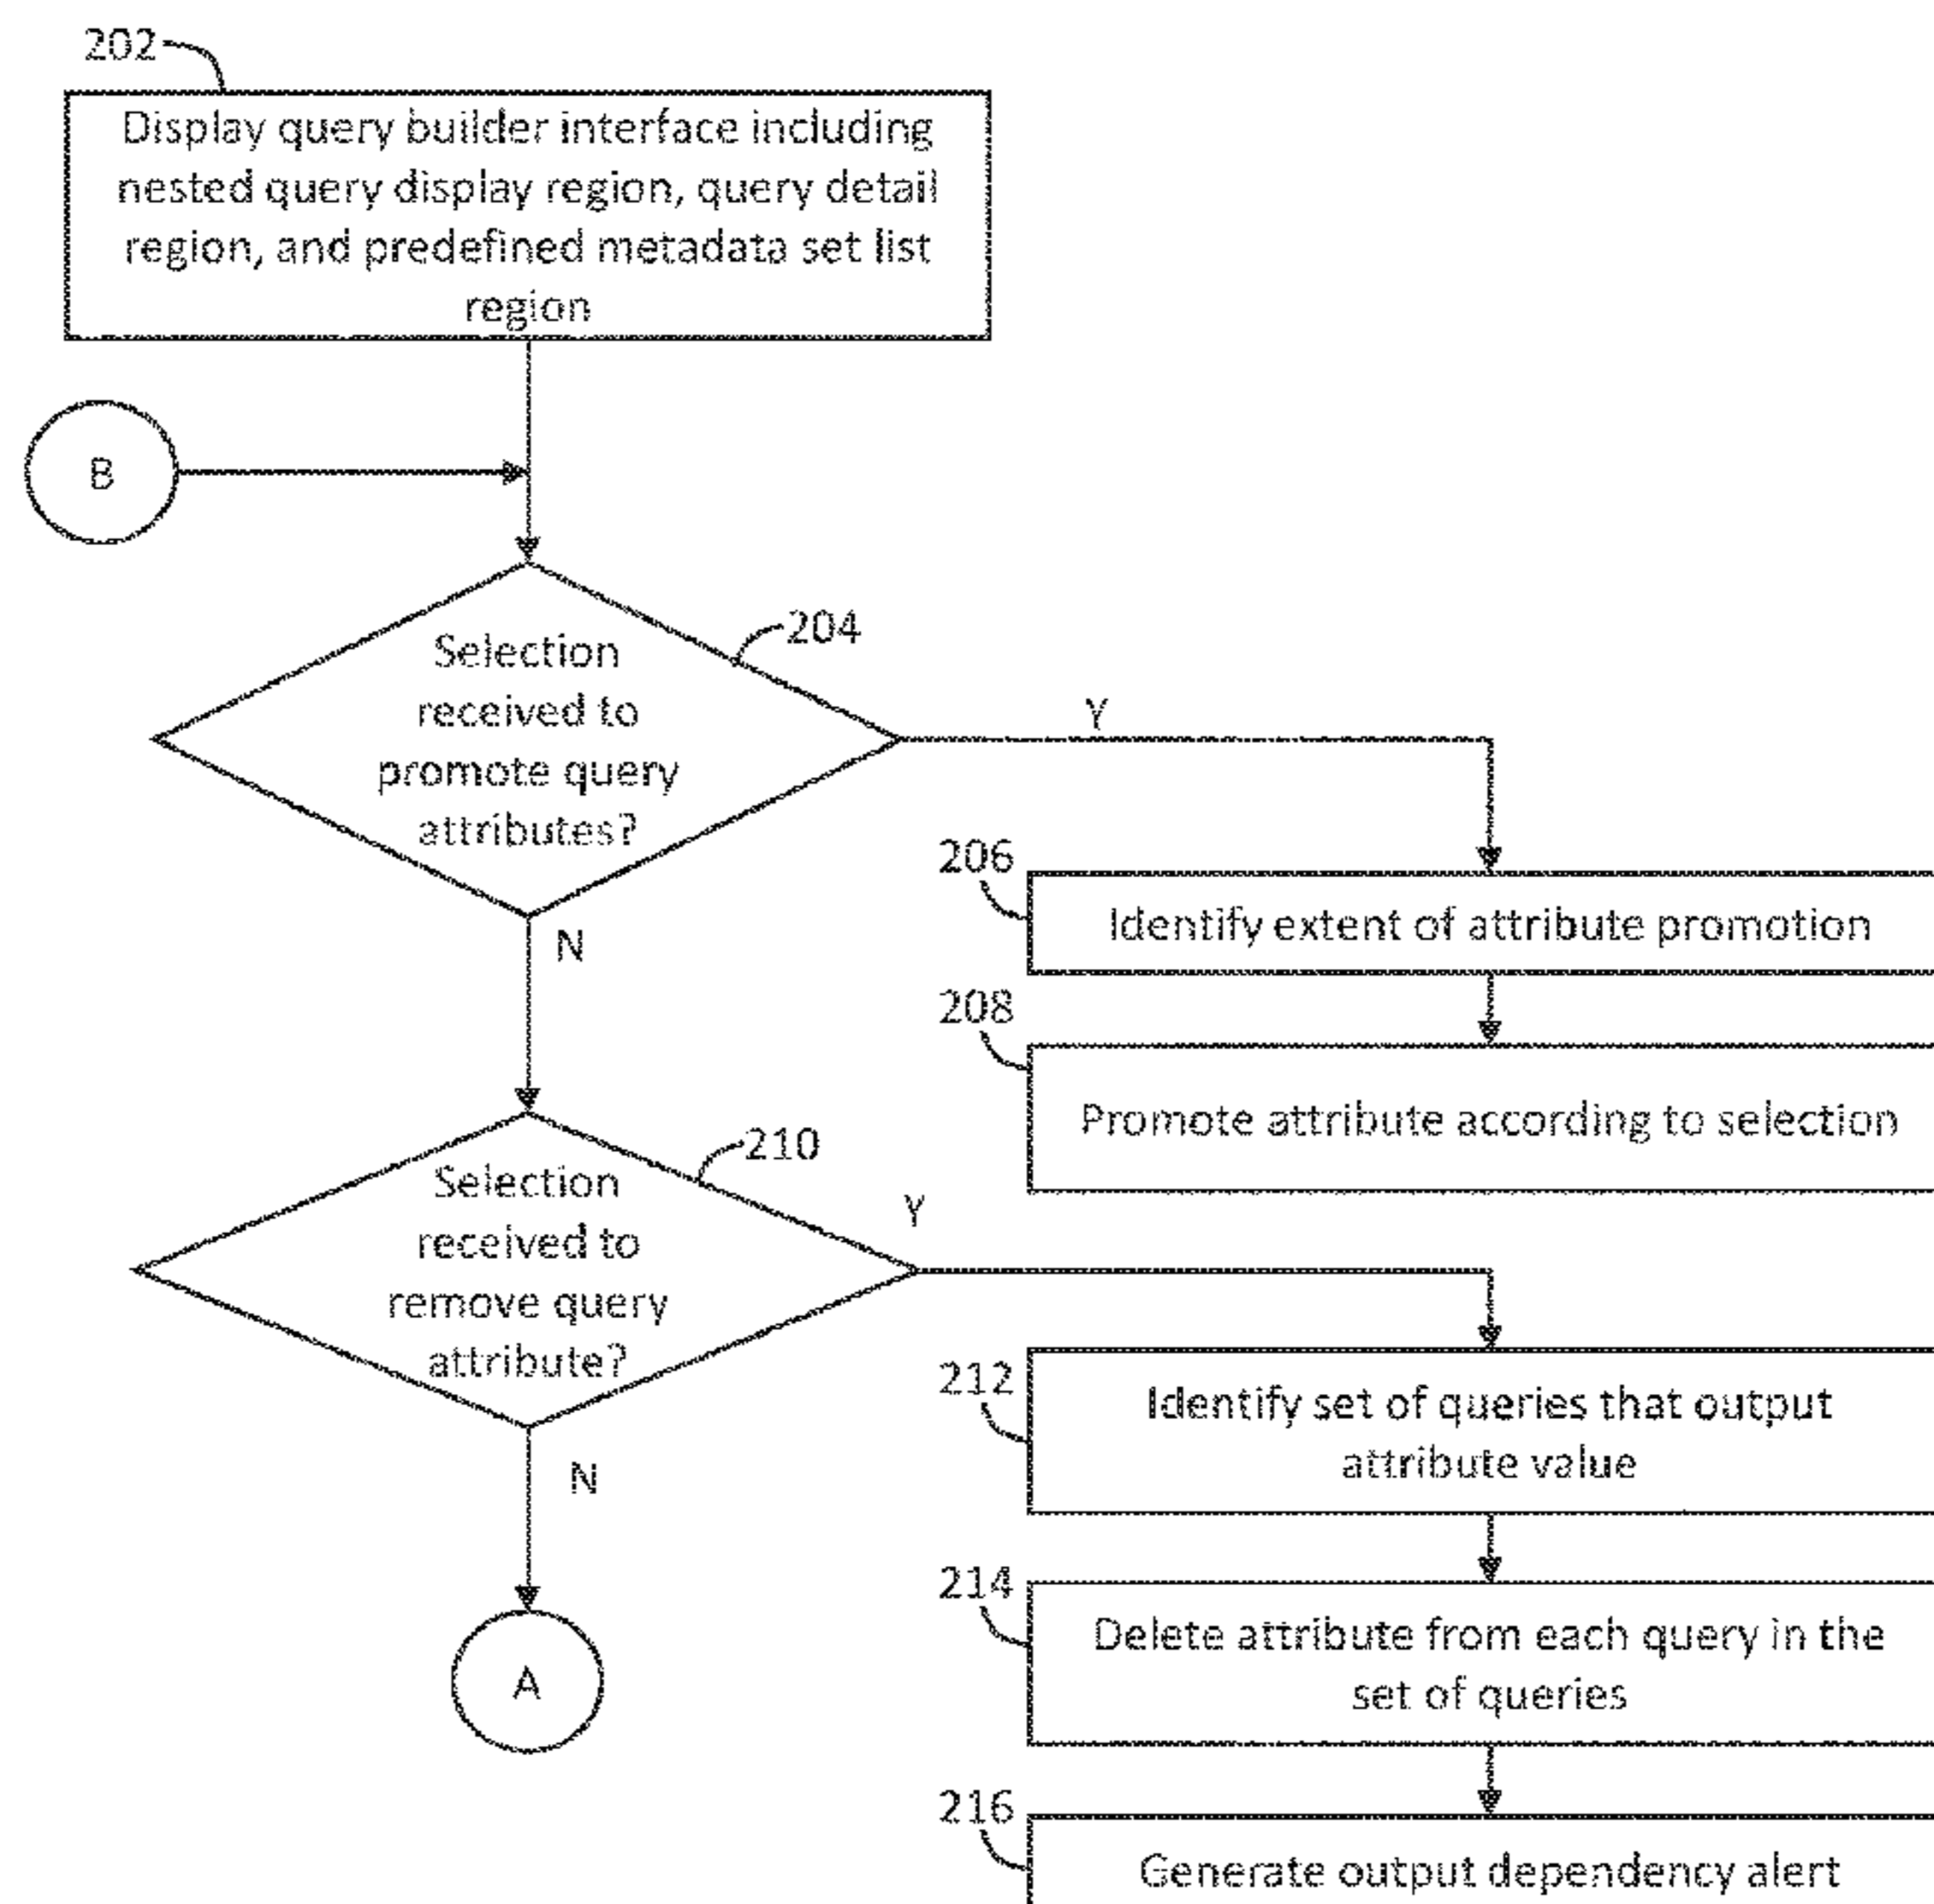 202
Display query builder interface including
nested query display region, query detail
region, and predefined metadata set list
region
B
204
Selection
received to
promote query
attributes?
Y
N
206
Identify extent of attribute promotion
208
Promote attribute according to selection
210
Selection
received to
remove query
attribute?
Y
N
212
Identify set of queries that output
attribute value
214
Delete attribute from each query in the
set of queries
A
216
Generate output dependency alert